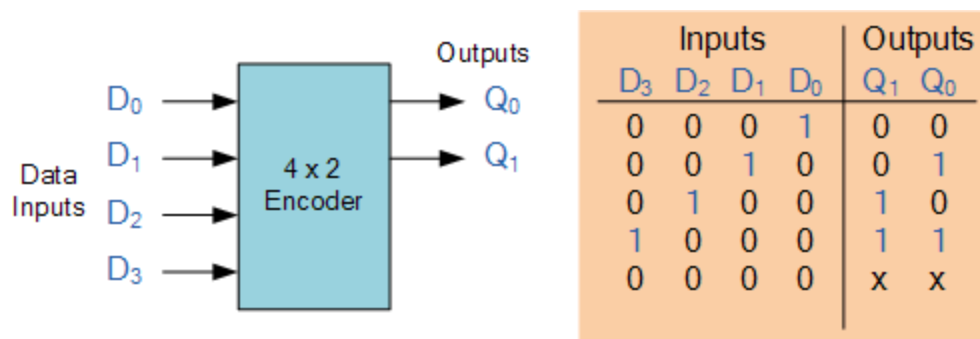 Data
Inputs
D₀
D₁
D₂
D₃
4 x 2
Encoder
Outputs
Q₀
Q₁
Inputs Outputs
D₃ D₂ D₁ D₀ Q₁ Q₀
0 0 0 1 0 0
0 0 1 0 0 1
0 1 0 0 1 0
1 0 0 0 1 1
0 0 0 0 x x